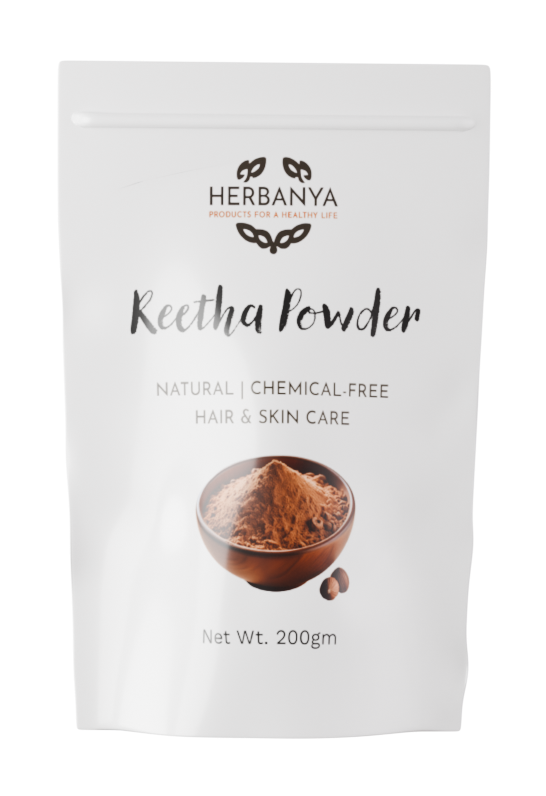 HERBANYA
PRODUCTS FOR A HEALTHY LIFE
Reetha Powder
NATURAL | CHEMICAL-FREE
HAIR & SKIN CARE
Net Wt. 200gm